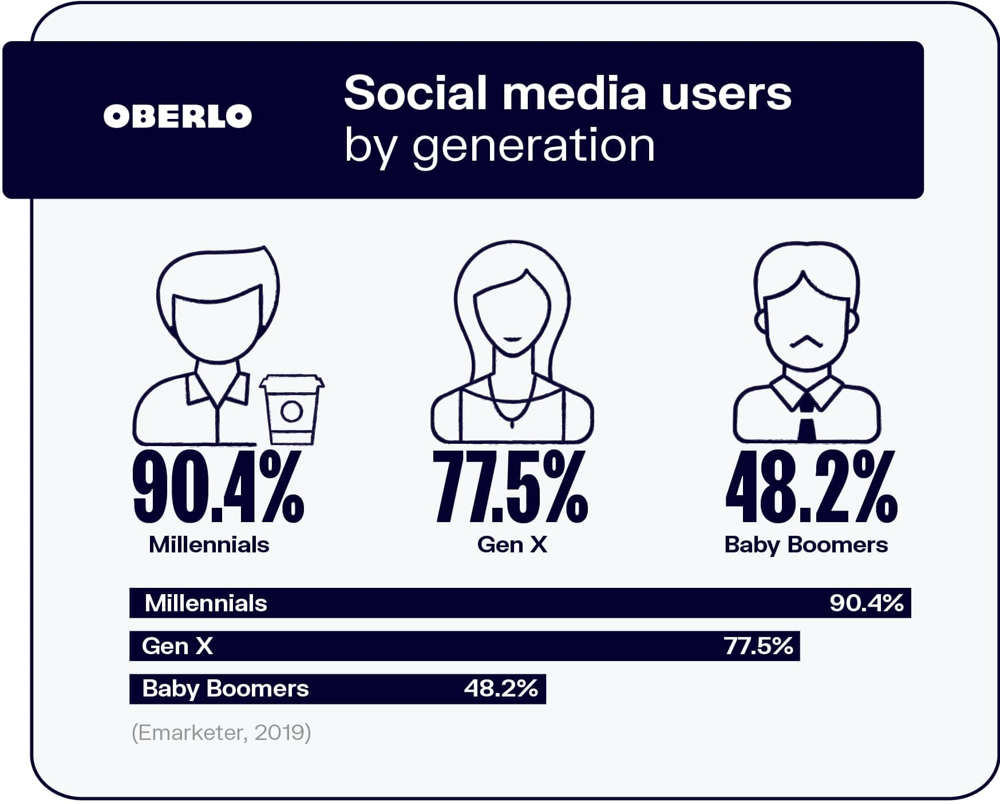 OBERLO
Social media users
by generation
90.4%
Millennials
77.5%
Gen X
48.2%
Baby Boomers
Millennials 90.4%
Gen X 77.5%
Baby Boomers 48.2%
(Emarketer, 2019)